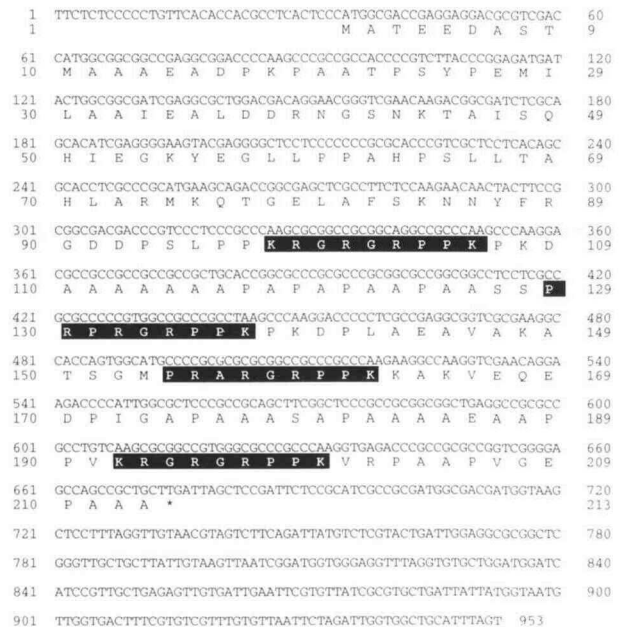 1 TTCTCTCCCCCTGTTCACACCACGCCTCACTCCCATGGCGACCGAGGAGGACGCGTCGAC 60
1 M A T E E D A S T 9
61 CATGGCGGCGGCCGAGGCGGACCCCAAGCCCGCCGCCACCCCGTCTTACCCGGAGATGAT 120
10 M A A A E A D P K P A A T P S Y P E M I 29
121 ACTGGCGGCGATCGAGGCGCTGGACGACAGGAACGGGTCGAACAAGACGGCGATCTCGCA 180
30 L A A I E A L D D R N G S N K T A I S Q 49
181 GCACATCGAGGGGAAGTACGAGGGGCTCCTCCCCCCCGCGCACCCGTCGCTCCTCACAGC 240
50 H I E G K Y E G L L P P A H P S L L T A 69
241 GCACCTCGCCCGCATGAAGCAGACCGGCGAGCTCGCCTTCTCCAAGAACAACTACTTCCG 300
70 H L A R M K Q T G E L A F S K N N Y F R 89
301 CGGCGACGACCCGTCCCTCCCGCCCAAGCGCGGCCGCGGCAGGCCGCCCAAGCCCAAGGA 360
90 G D D P S L P P K R G R G R P P K P K D 109
361 CGCCGCCGCCGCCGCCGCTGCACCGGCGCCCGCGCCCGCGGCGCCGGCGGCCTCCTCGCC 420
110 A A A A A A A P A P A P A A P A A S S P 129
421 GCGCCCCCGTGGCCGCCCGCCTAAGCCCAAGGACCCCCTCGCCGAGGCGGTCGCGAAGGC 480
130 R P R G R P P K P K D P L A E A V A K A 149
481 CACCAGTGGCATGCCCCGCGCGCGCGGCCGCCCGCCCAAGAAGGCCAAGGTCGAACAGGA 540
150 T S G M P R A R G R P P K K A K V E Q E 169
541 AGACCCCATTGGCGCTCCCGCCGCAGCTTCGGCTCCCGCCGCGGCGGCTGAGGCCGCGCC 600
170 D P I G A P A A A S A P A A A A E A A P 189
601 GCCTGTCAAGCGCGGCCGTGGGCGCCCGCCCAAGGTGAGACCCGCCGCGCCGGTCGGGGA 660
190 P V K R G R G R P P K V R P A A P V G E 209
661 GCCAGCCGCTGCTTGATTAGCTCCGATTCTCCGCATCGCCGCGATGGCGACGATGGTAAG 720
210 P A A A * 213
721 CTCCTTTAGGTTGTAACGTAGTCTTCAGATTATGTCTCGTACTGATTGGAGGCGCGGCTC 780
781 GGGTTGCTGCTTATTGTAAGTTAATCGGATGGTGGGAGGTTTAGGTGTGCTGGATGGATC 840
841 ATCCGTTGCTGAGAGTTGTGATTGAATTCGTGTTATCGCGTGCTGATTATTATGGTAATG 900
901 TTGGTGACTTTCGTGTCGTTTGTGTTAATTCTAGATTGGTGGCTGCATTTAGT 953